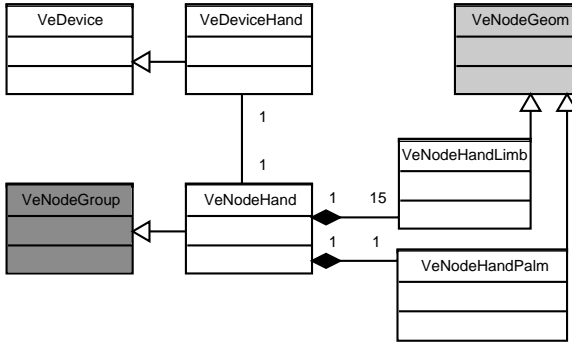 VeDevice
VeDeviceHand
VeNodeGeom
1
1
VeNodeHandLimb
VeNodeGroup
VeNodeHand
1
15
1
1
VeNodeHandPalm